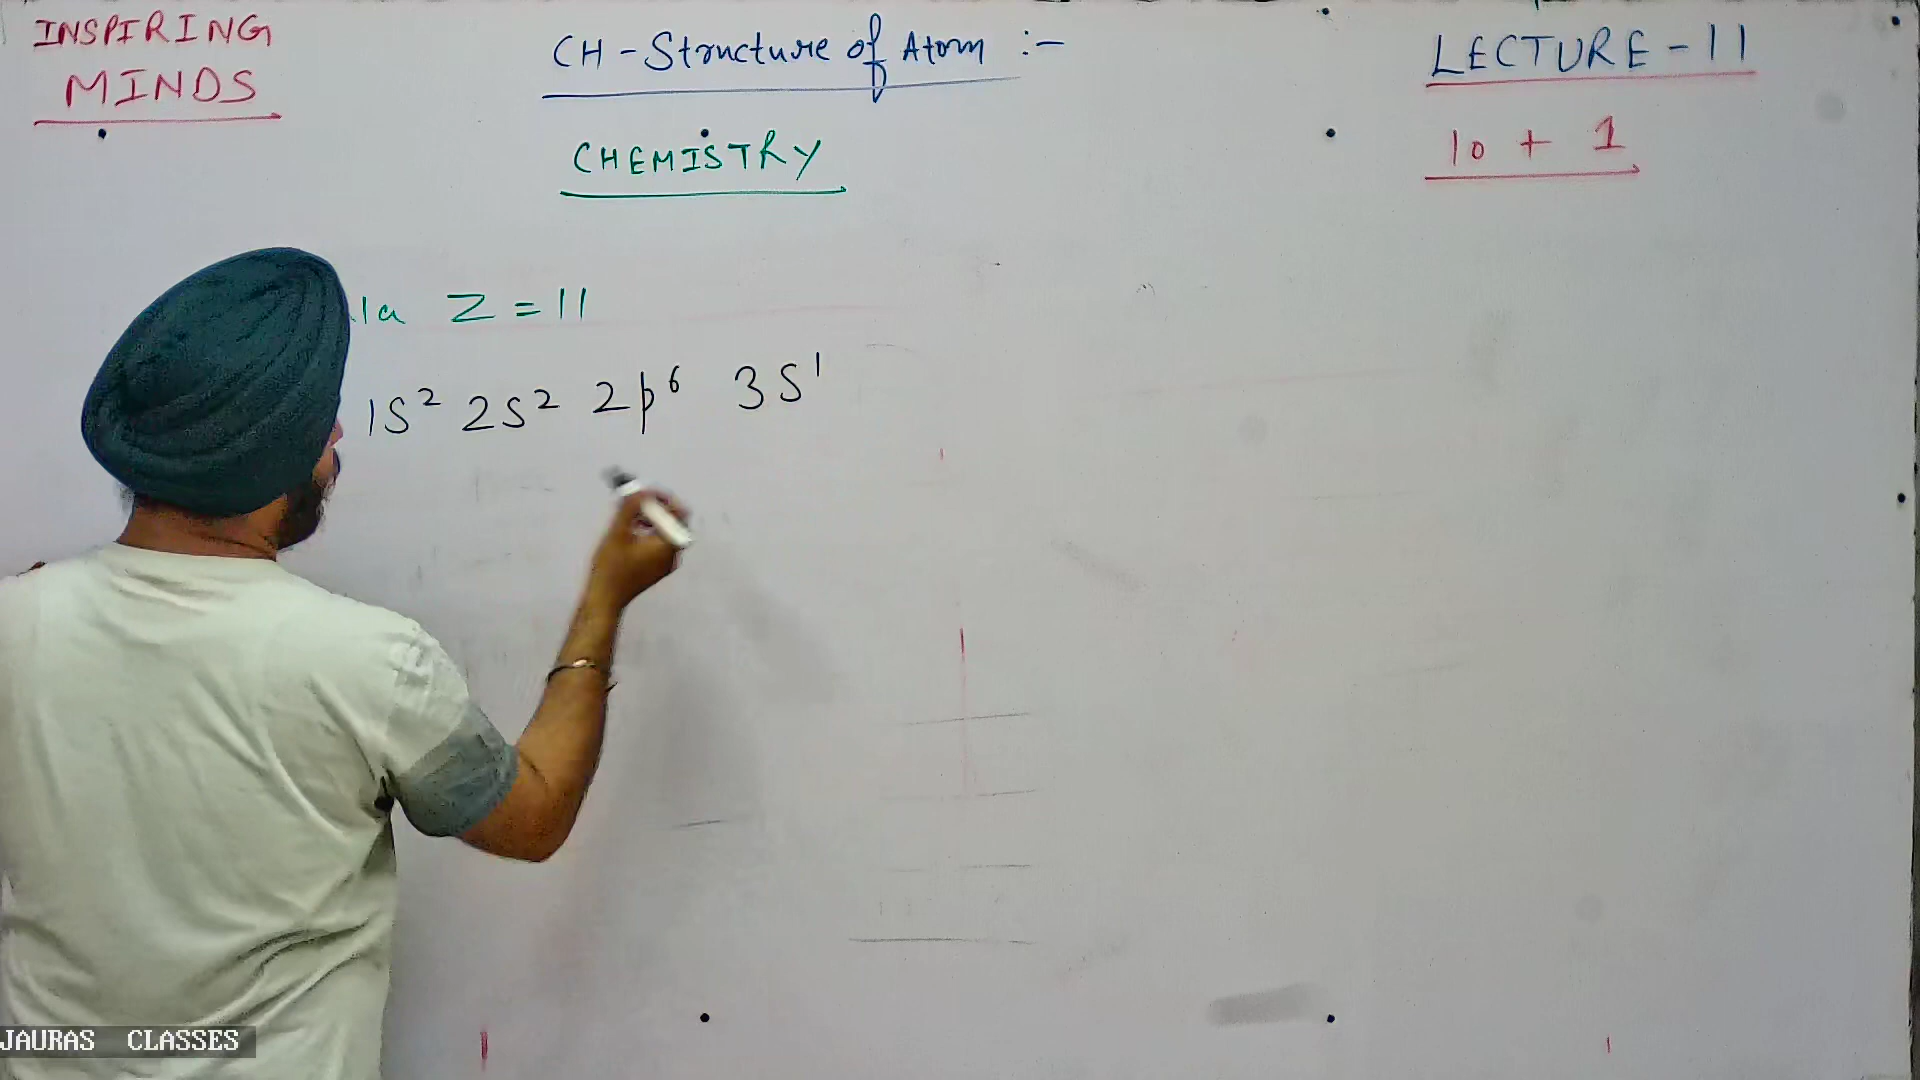 INSPIRING
MINDS
CH - Structure of Atom :-
CHEMISTRY
LECTURE - 11
10 + 1
Z = 11
1S² 2S² 2p⁶ 3S¹
JAURAS CLASSES